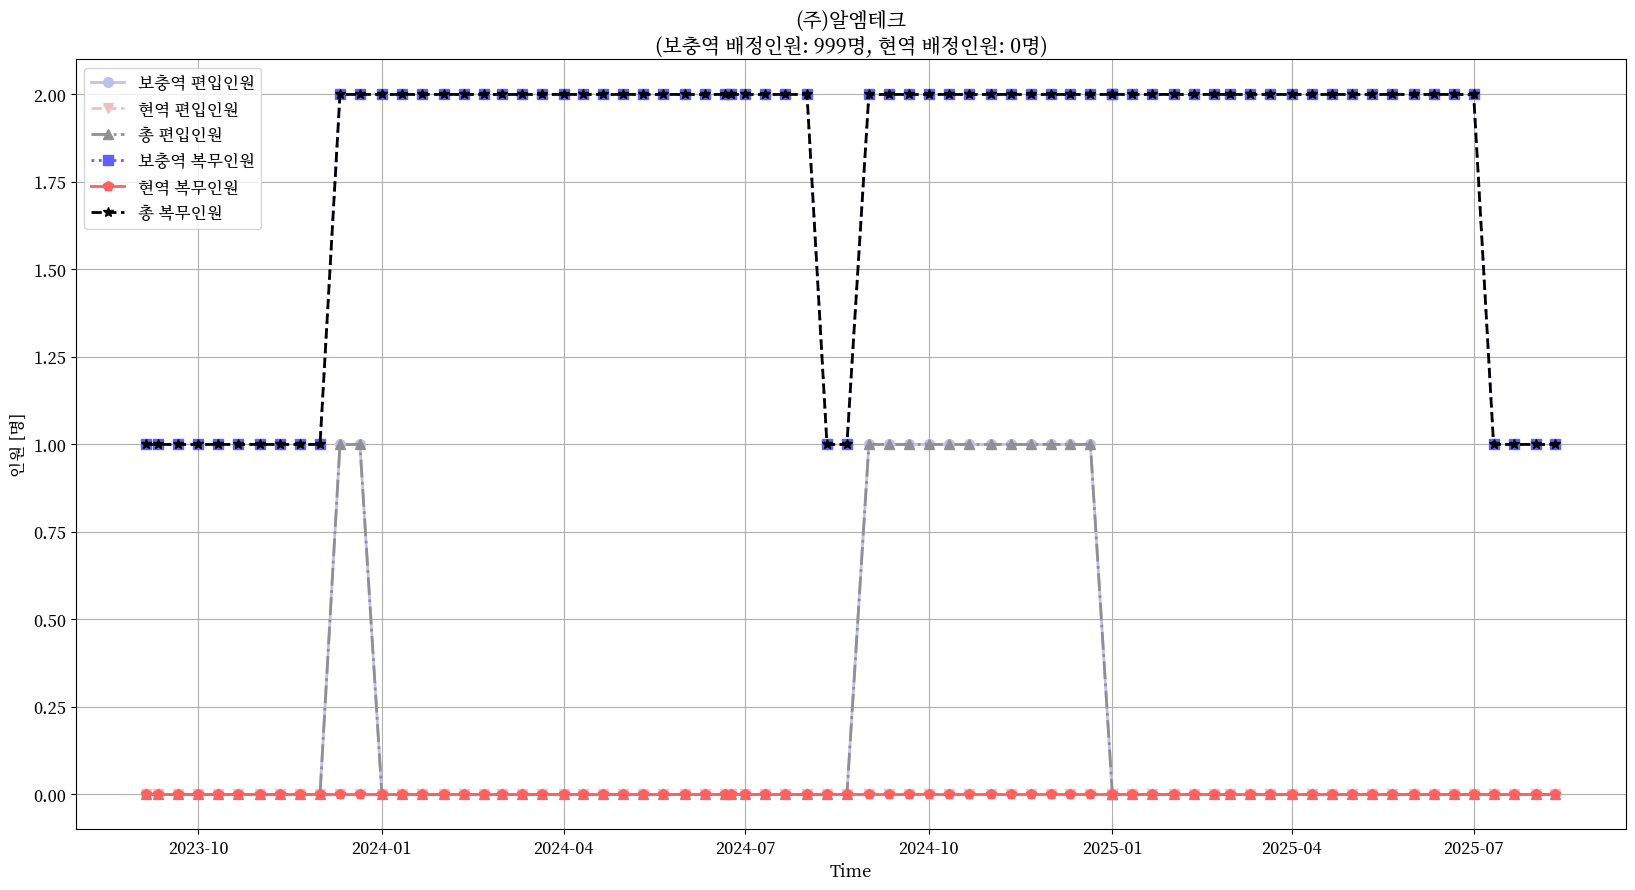 (주)알엠테크
(보충역 배정인원: 999명, 현역 배정인원: 0명)
보충역 편입인원
현역 편입인원
총 편입인원
보충역 복무인원
현역 복무인원
총 복무인원
2.00
1.75
1.50
1.25
1.00
0.75
0.50
0.25
0.00
인원 [명]
2023-10
2024-01
2024-04
2024-07
2024-10
2025-01
2025-04
2025-07
Time